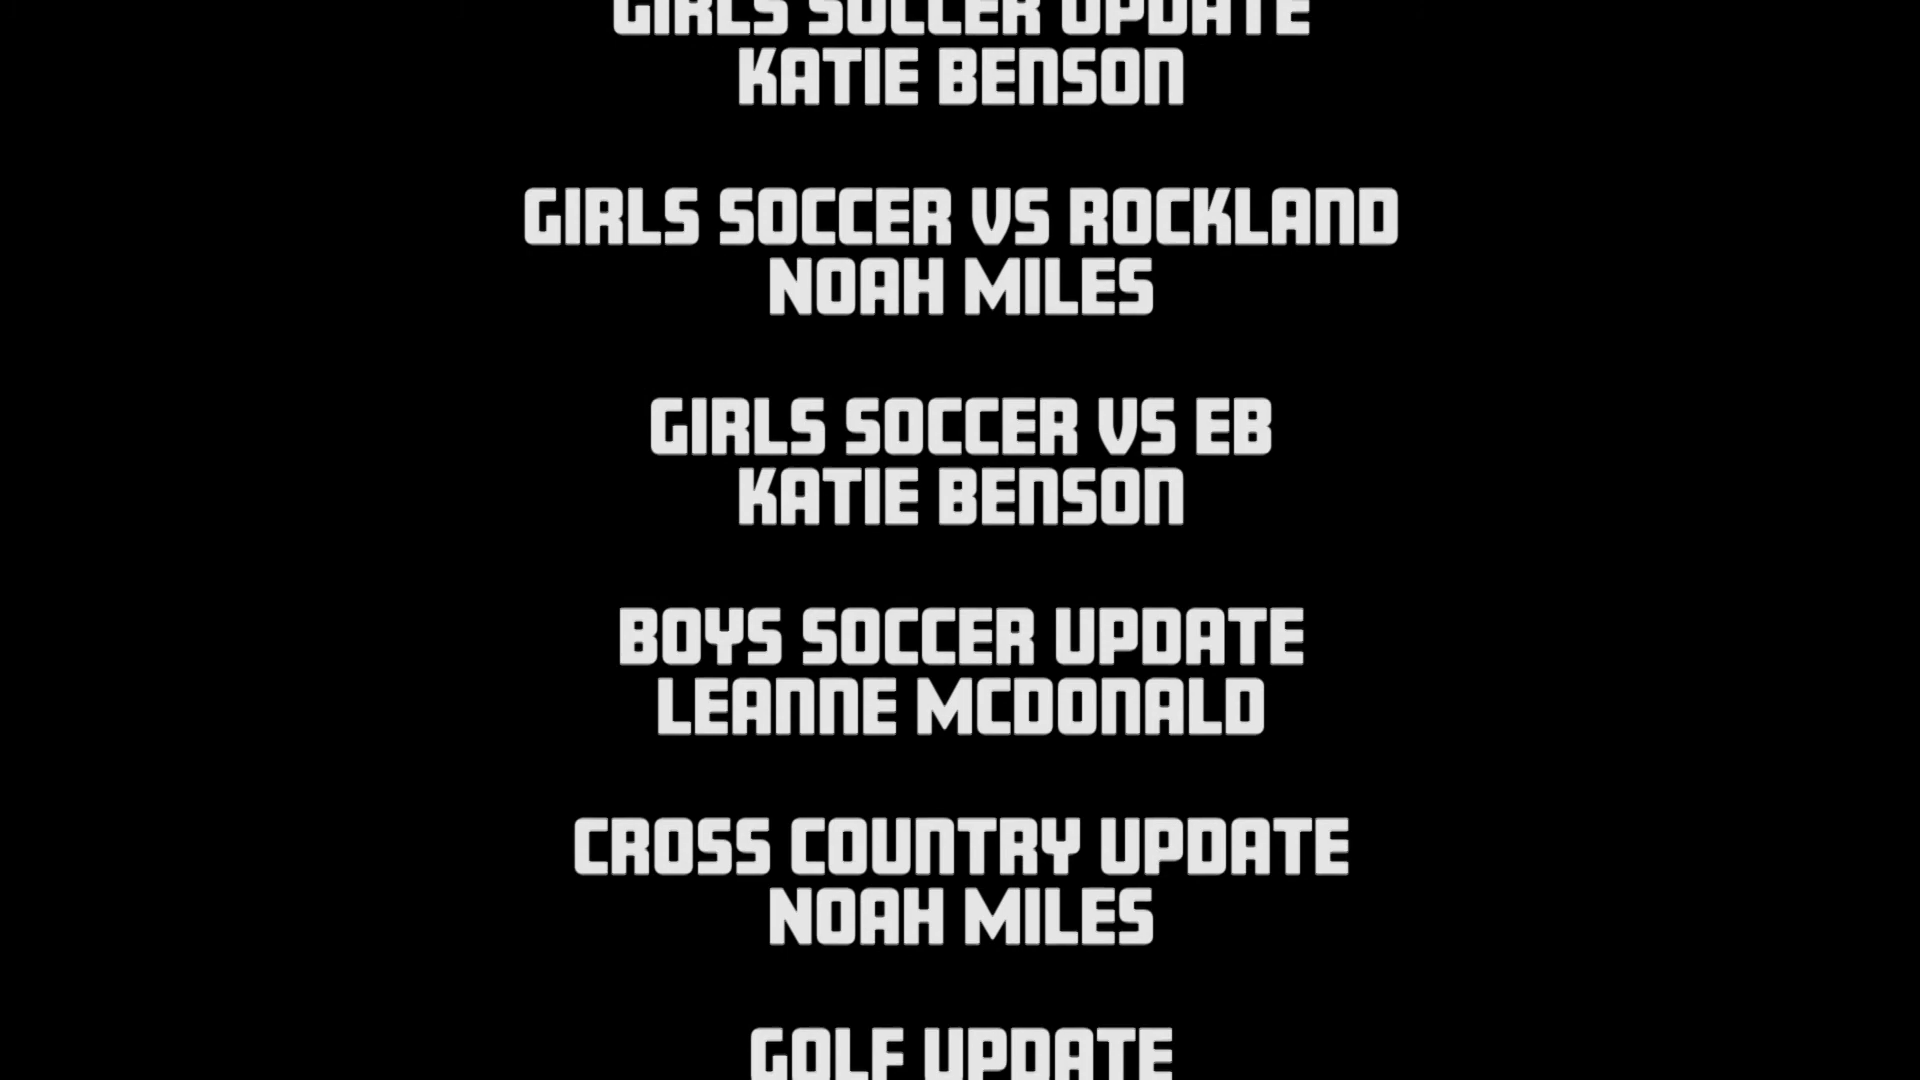 GIRLS SOCCER UPDATE
KATIE BENSON
GIRLS SOCCER VS ROCKLAND
NOAH MILES
GIRLS SOCCER VS EB
KATIE BENSON
BOYS SOCCER UPDATE
LEANNE MCDONALD
CROSS COUNTRY UPDATE
NOAH MILES
GOLF UPDATE